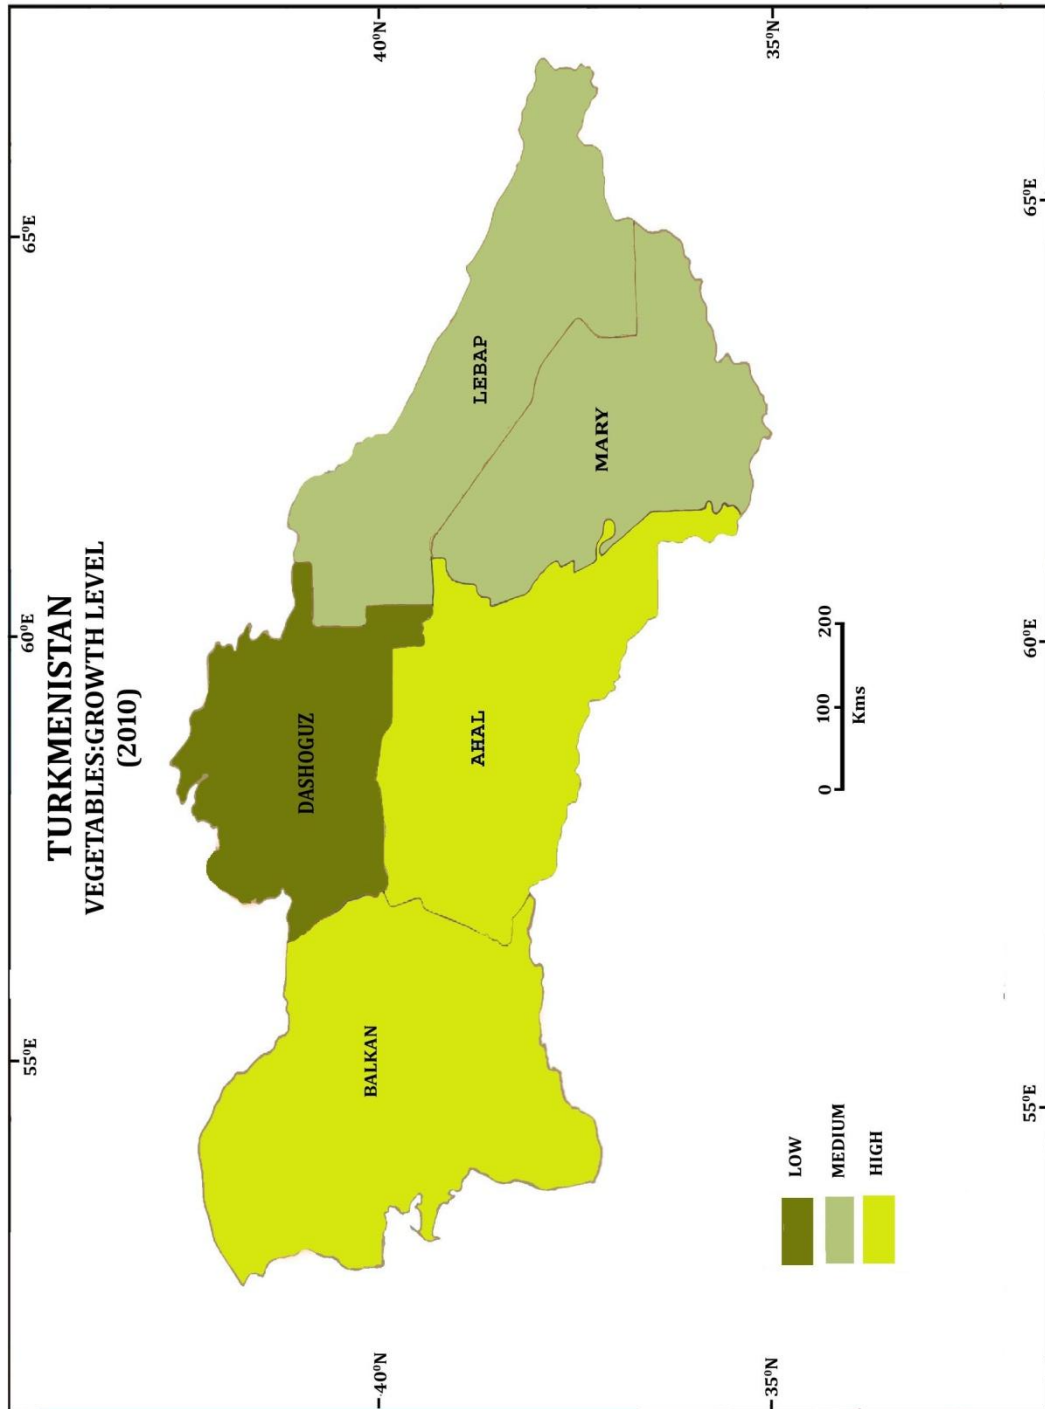 TURKMENISTAN
VEGETABLES:GROWTH LEVEL
(2010)
55⁰E
60⁰E
65⁰E
40⁰N
40⁰N
DASHOGUZ
BALKAN
AHAL
LEBAP
MARY
35⁰N
35⁰N
LOW
MEDIUM
HIGH
0 100 200
Kms
55⁰E
60⁰E
65⁰E